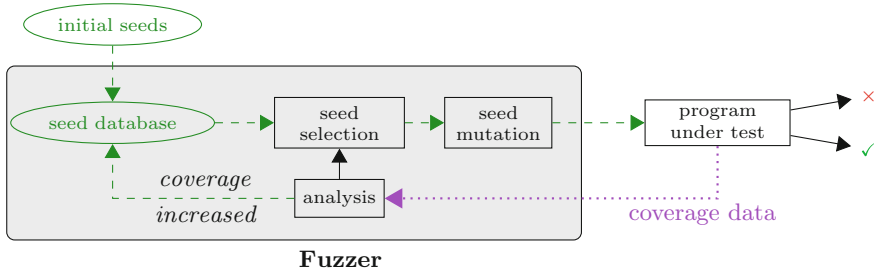 initial seeds
seed database
seed
selection
seed
mutation
program
under test
×
✓
coverage
increased
analysis
coverage data
Fuzzer